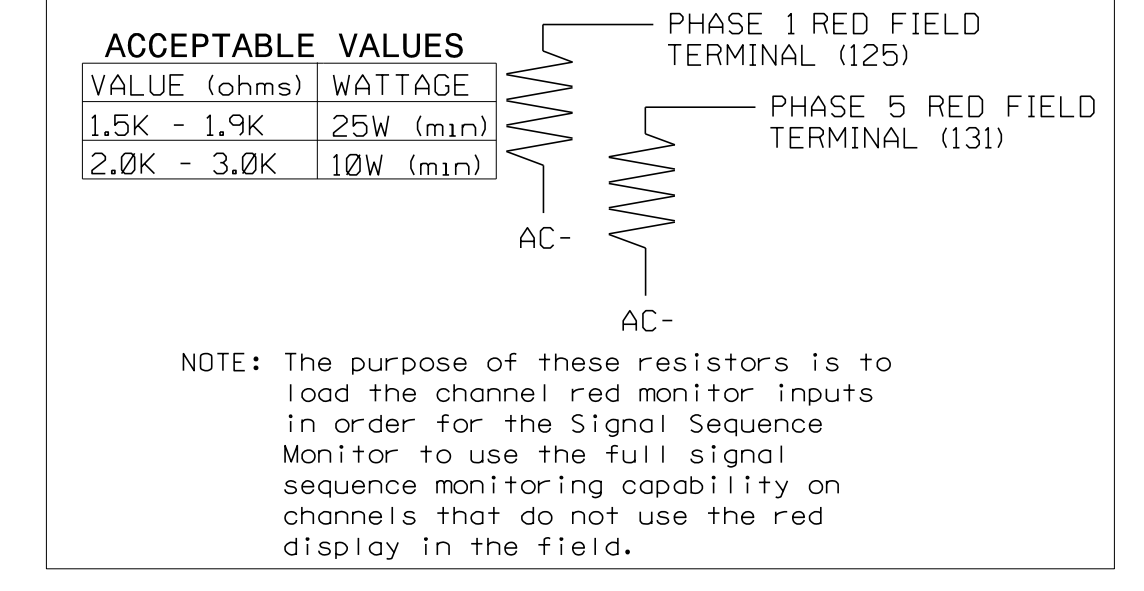 ACCEPTABLE VALUES
VALUE (ohms) WATTAGE
1.5K - 1.9K 25W (min)
2.0K - 3.0K 10W (min)
PHASE 1 RED FIELD
TERMINAL (125)
PHASE 5 RED FIELD
TERMINAL (131)
AC-
AC-
NOTE: The purpose of these resistors is to
load the channel red monitor inputs
in order for the Signal Sequence
Monitor to use the full signal
sequence monitoring capability on
channels that do not use the red
display in the field.